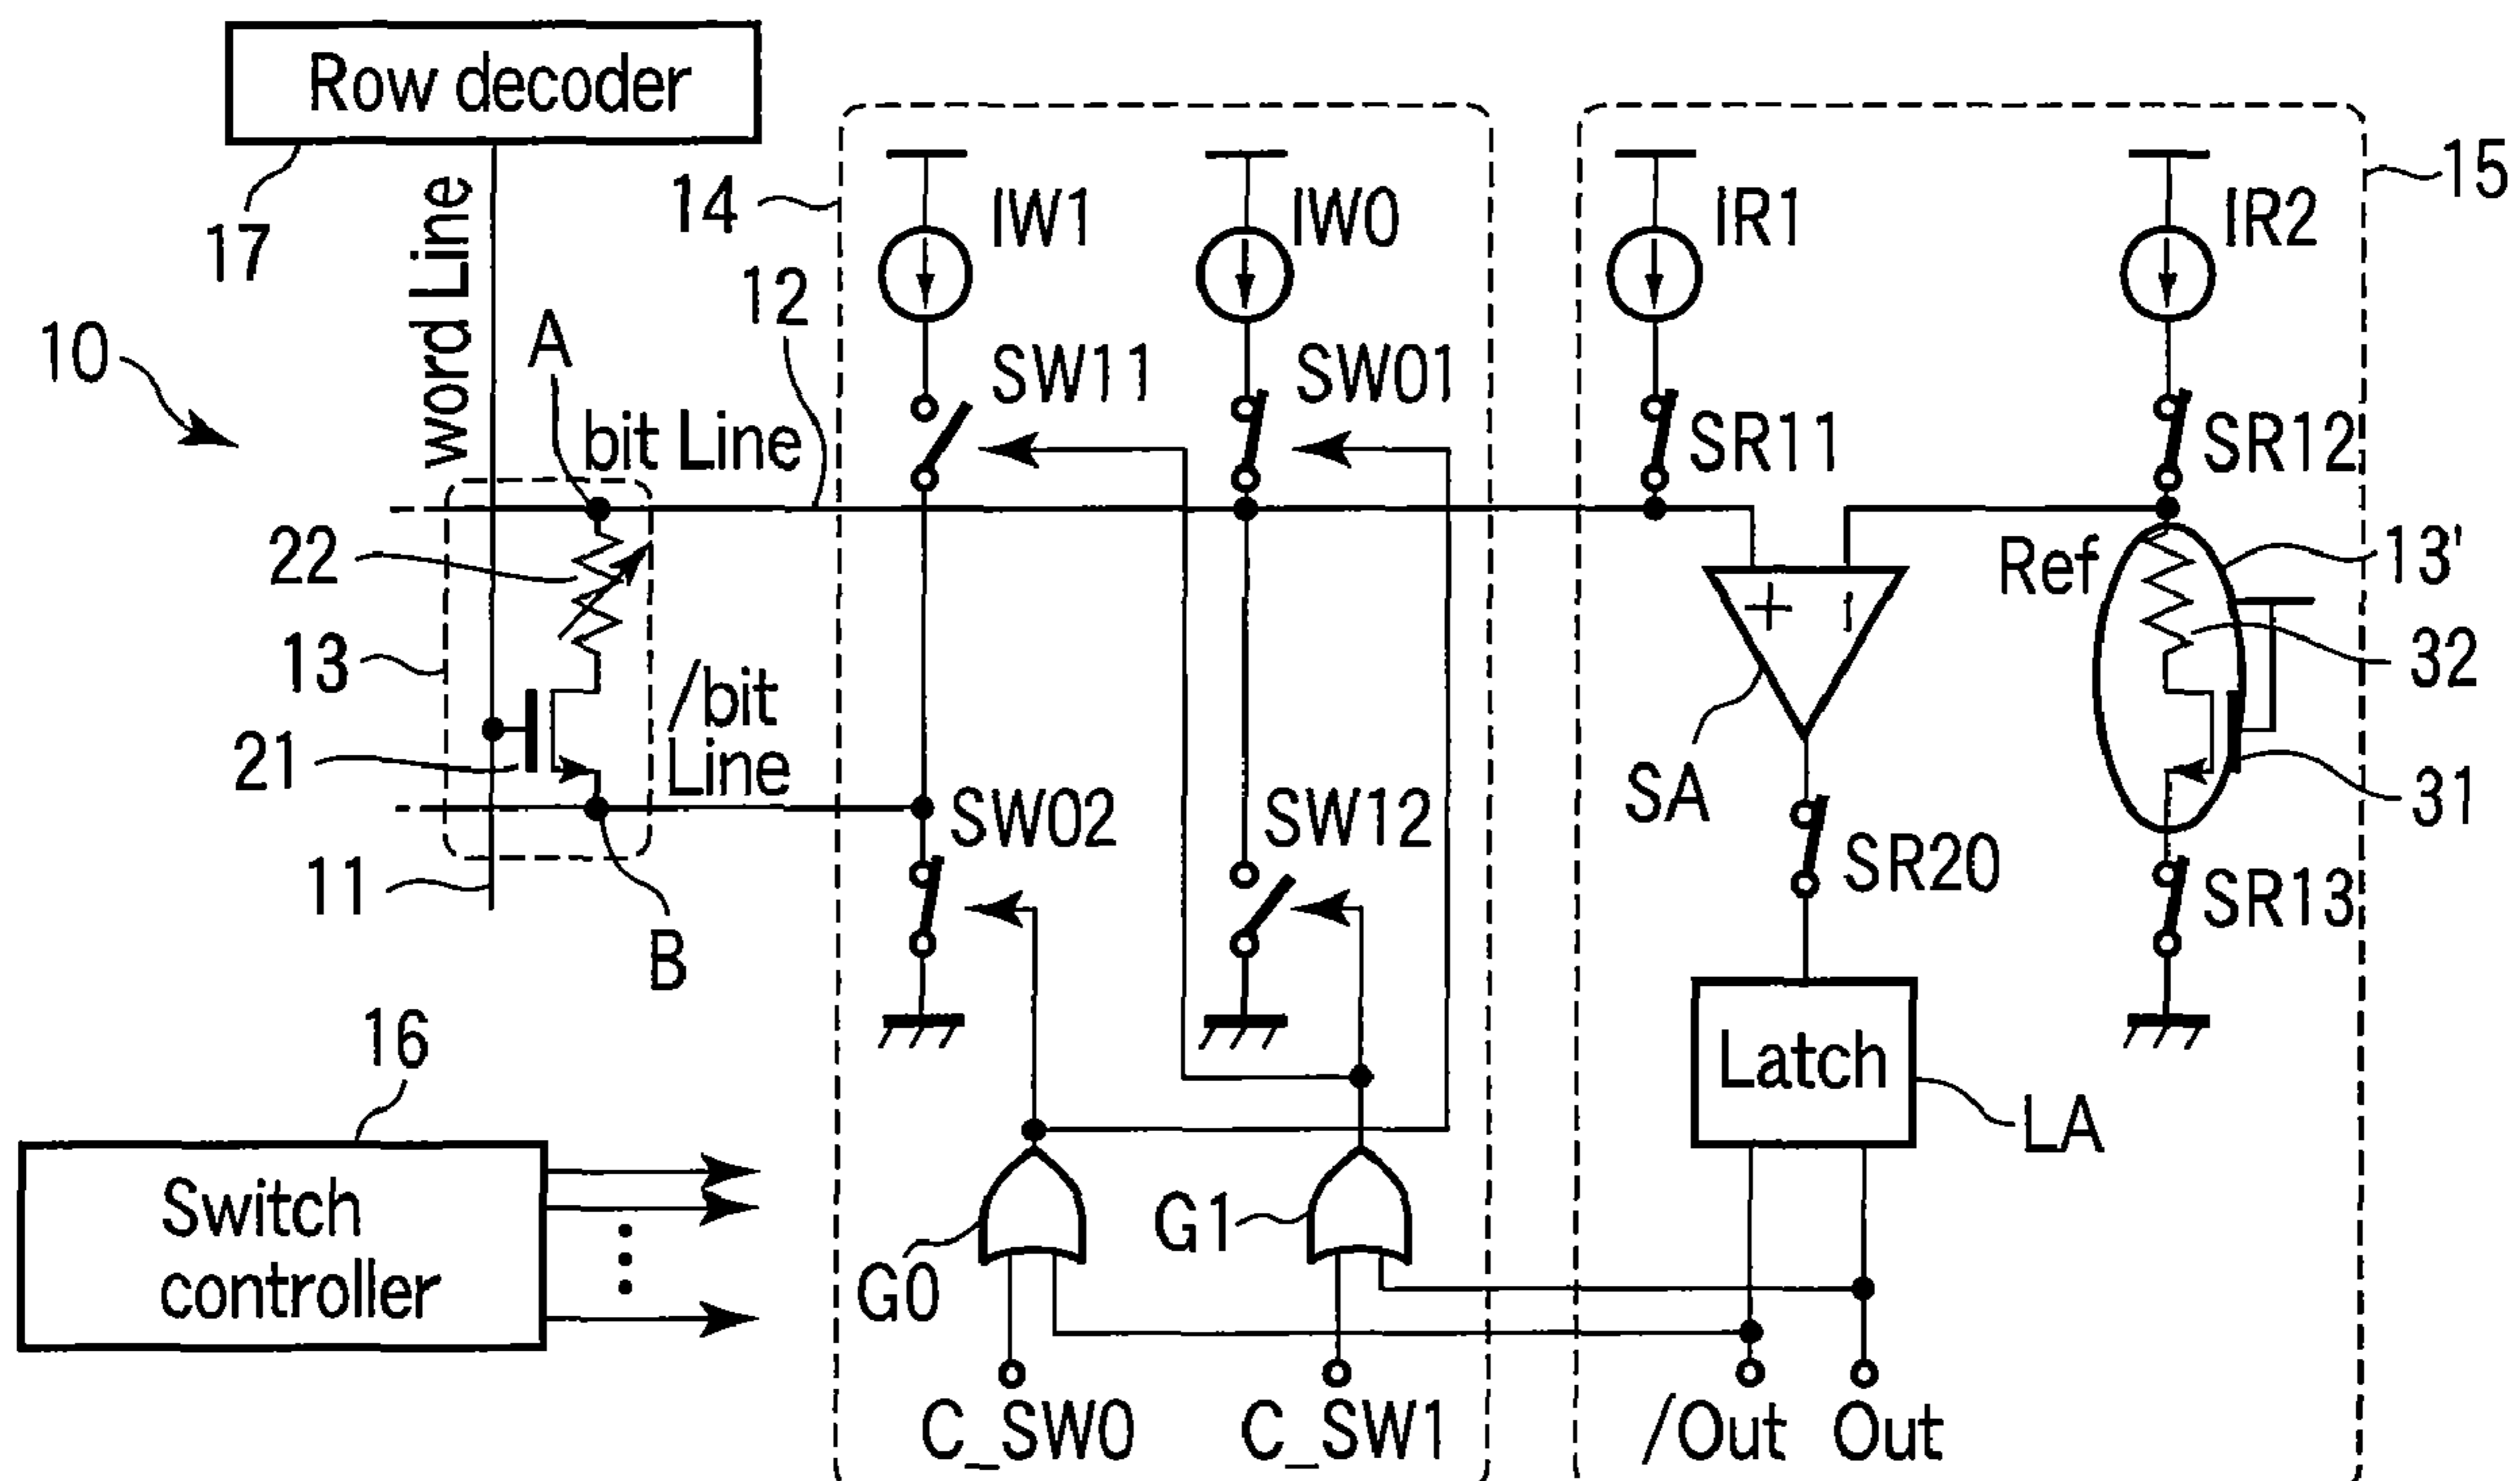 Row decoder
17
word Line
10
A
bit Line
12
14
IW1
IW0
SW11
SW01
IR1
IR2
15
SR11
SR12
22
13
21
/bit
Line
11
B
SW02
SW12
+
−
Ref
13'
32
31
SA
SR20
SR13
Latch
LA
16
Switch
controller
G0
G1
C_SW0
C_SW1
/Out
Out